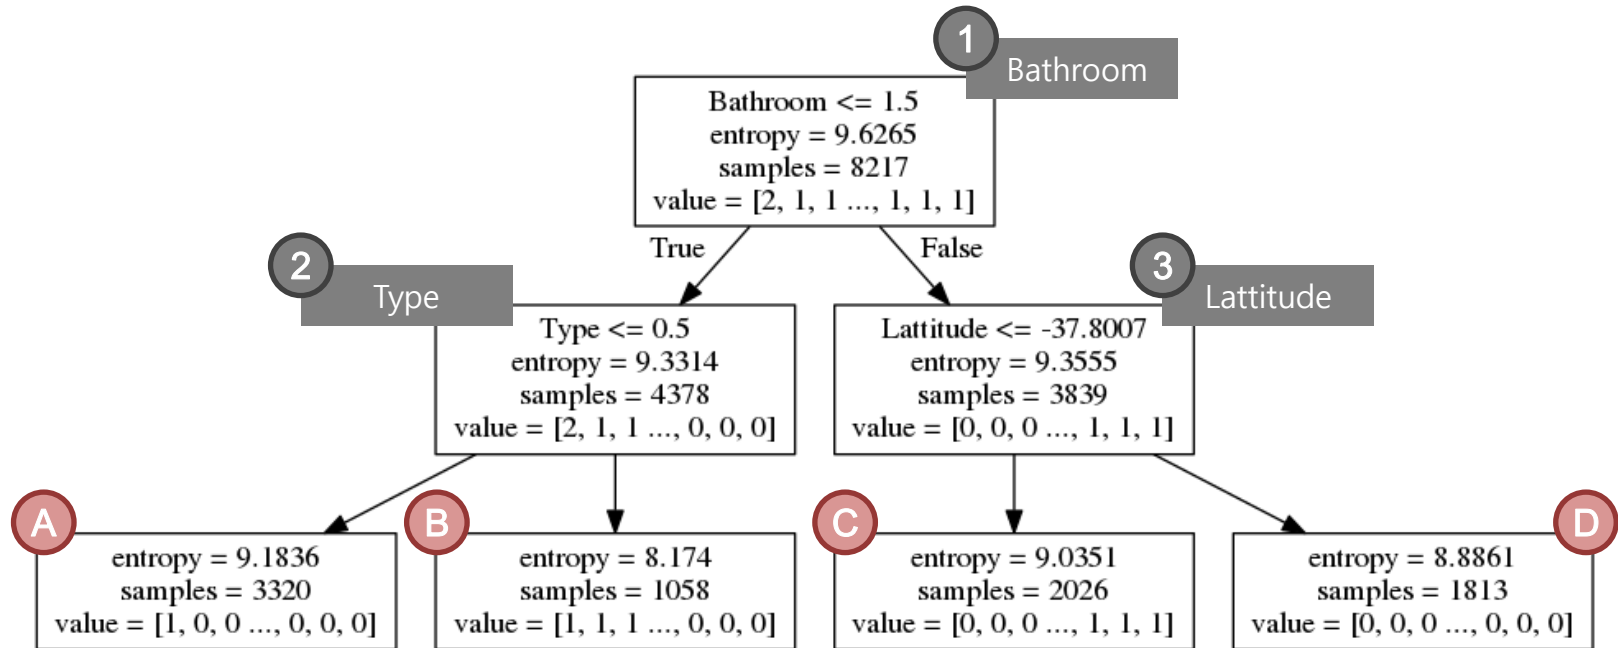 1
Bathroom
Bathroom <= 1.5
entropy = 9.6265
samples = 8217
value = [2, 1, 1 ..., 1, 1, 1]
True
False
2
Type
3
Lattitude
Type <= 0.5
entropy = 9.3314
samples = 4378
value = [2, 1, 1 ..., 0, 0, 0]
Lattitude <= -37.8007
entropy = 9.3555
samples = 3839
value = [0, 0, 0 ..., 1, 1, 1]
A
entropy = 9.1836
samples = 3320
value = [1, 0, 0 ..., 0, 0, 0]
B
entropy = 8.174
samples = 1058
value = [1, 1, 1 ..., 0, 0, 0]
C
entropy = 9.0351
samples = 2026
value = [0, 0, 0 ..., 1, 1, 1]
D
entropy = 8.8861
samples = 1813
value = [0, 0, 0 ..., 0, 0, 0]